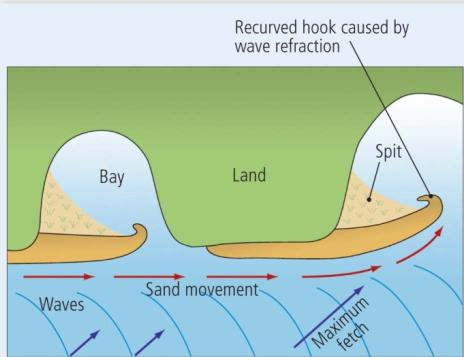 Recurved hook caused by
wave refraction
Spit
Bay
Land
Sand movement
Waves
Maximum
fetch